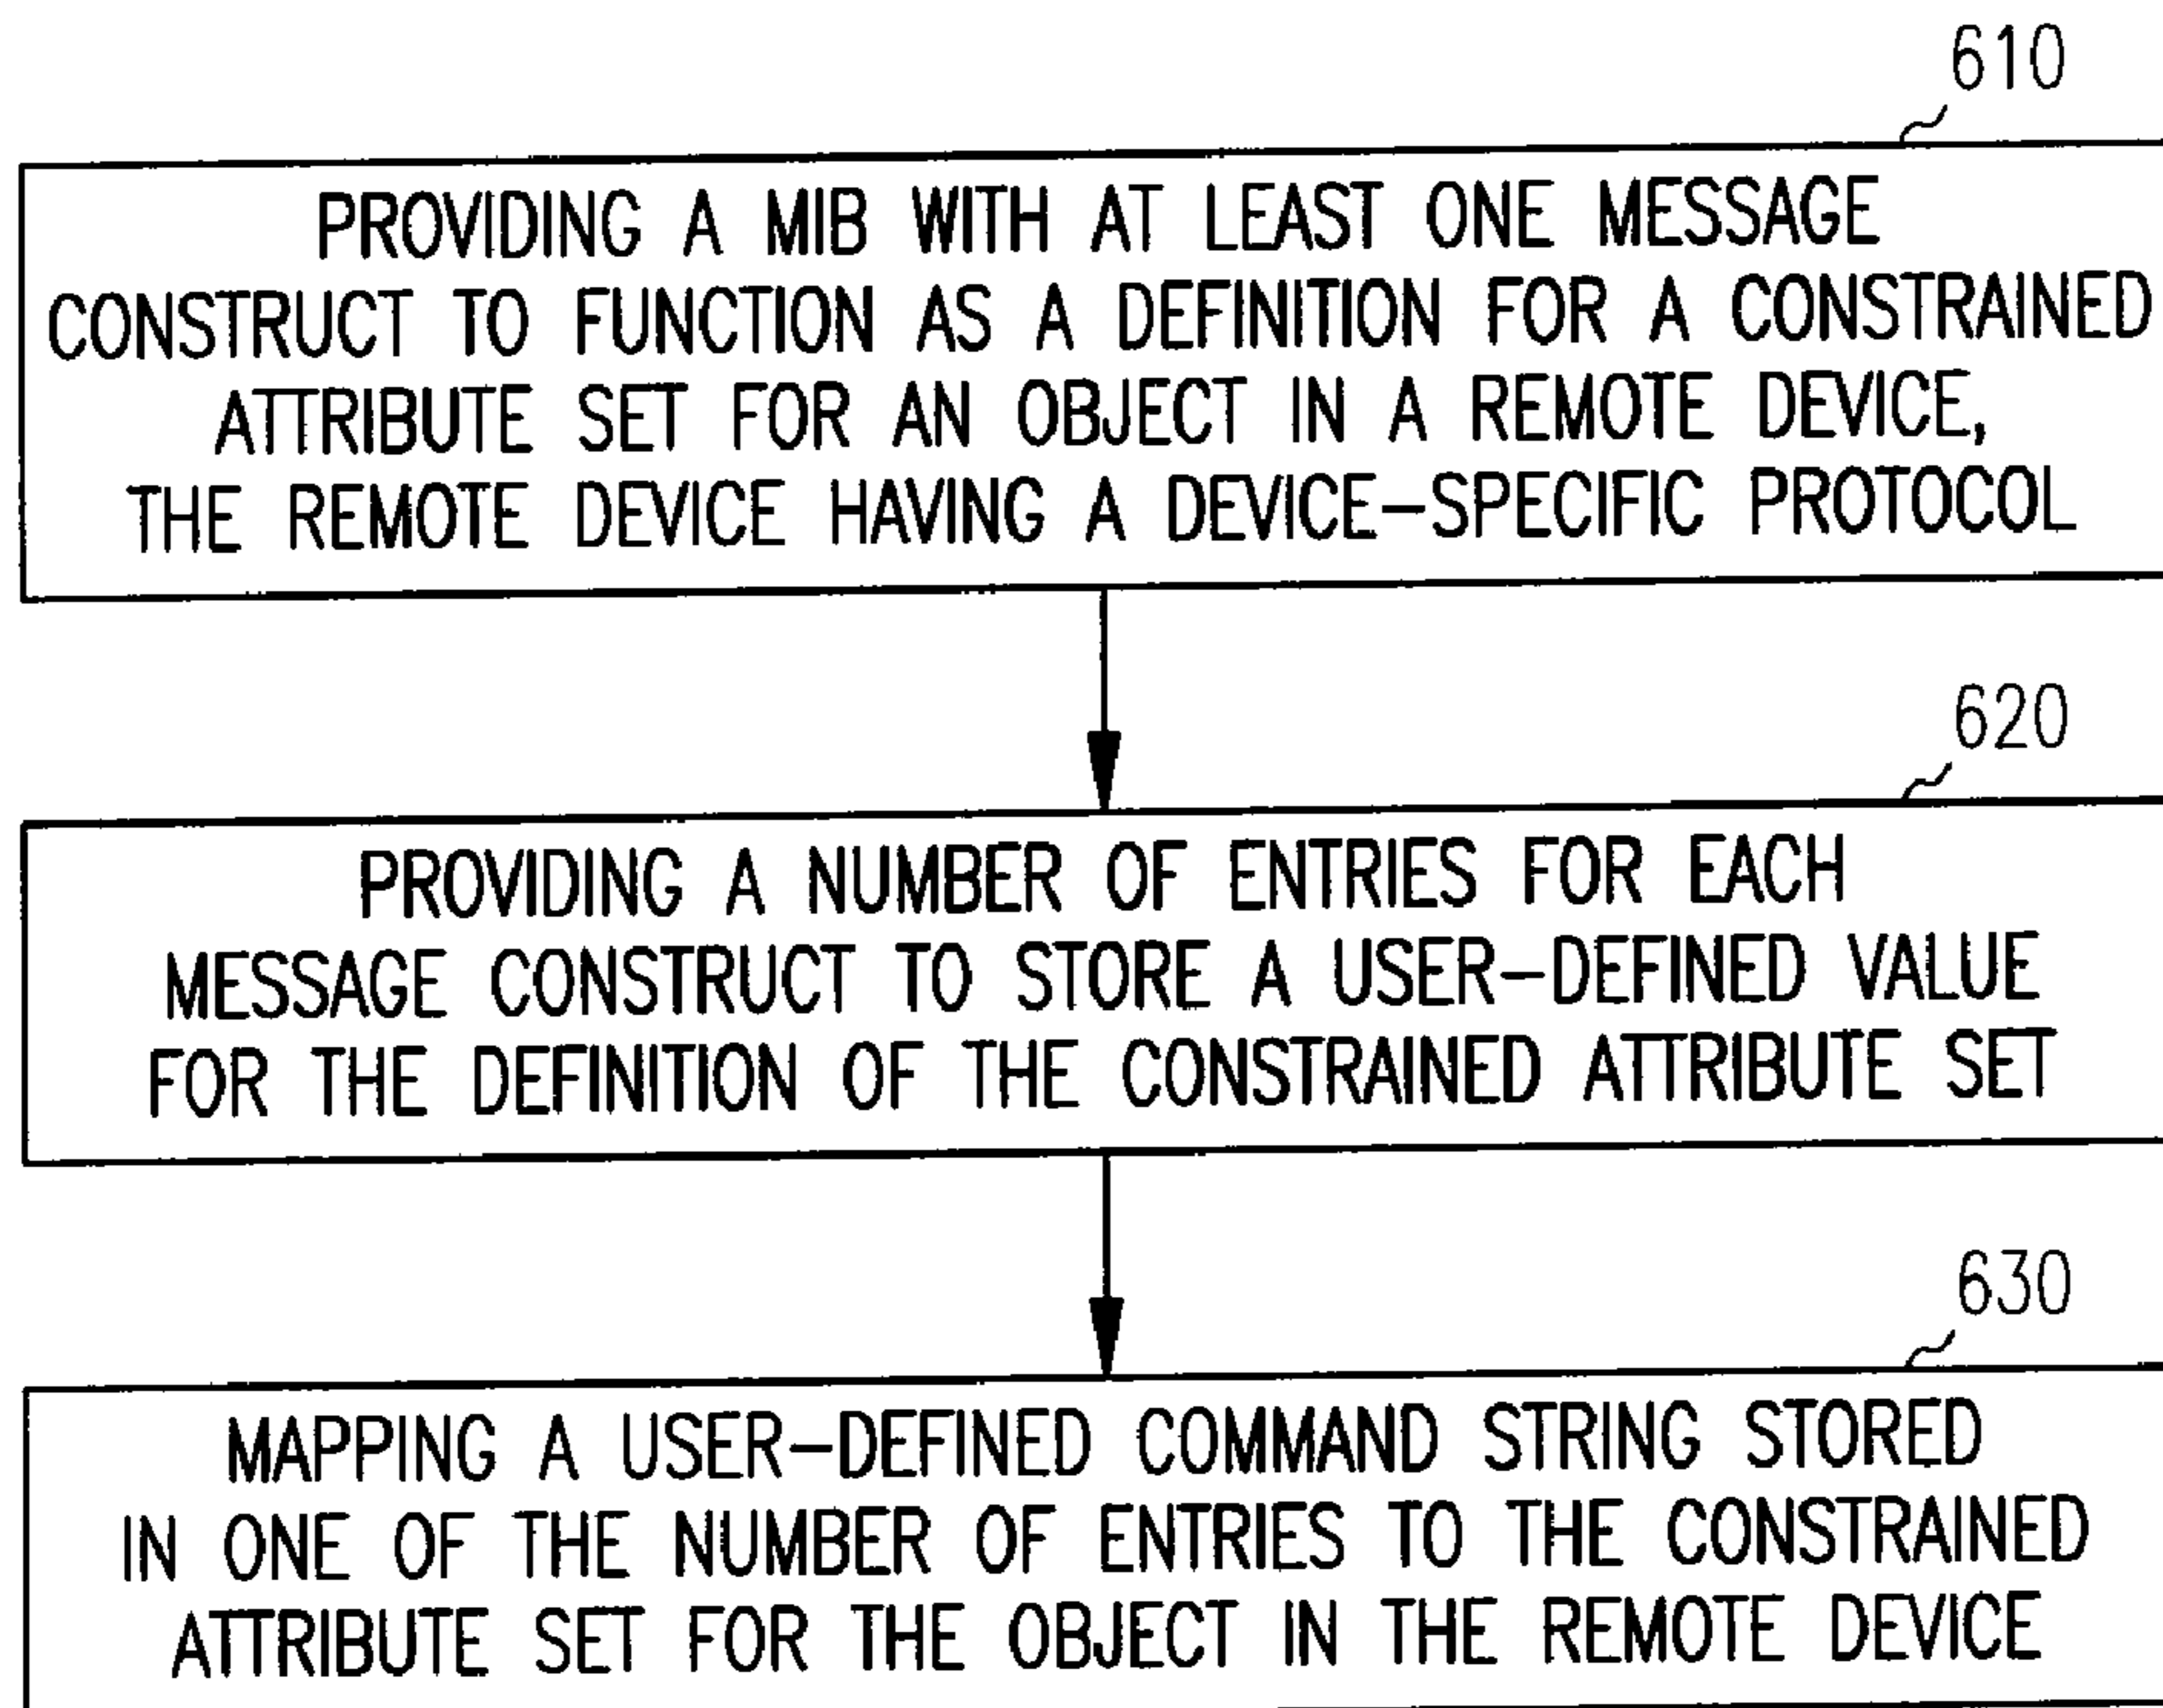 610
PROVIDING A MIB WITH AT LEAST ONE MESSAGE
CONSTRUCT TO FUNCTION AS A DEFINITION FOR A CONSTRAINED
ATTRIBUTE SET FOR AN OBJECT IN A REMOTE DEVICE,
THE REMOTE DEVICE HAVING A DEVICE-SPECIFIC PROTOCOL
620
PROVIDING A NUMBER OF ENTRIES FOR EACH
MESSAGE CONSTRUCT TO STORE A USER-DEFINED VALUE
FOR THE DEFINITION OF THE CONSTRAINED ATTRIBUTE SET
630
MAPPING A USER-DEFINED COMMAND STRING STORED
IN ONE OF THE NUMBER OF ENTRIES TO THE CONSTRAINED
ATTRIBUTE SET FOR THE OBJECT IN THE REMOTE DEVICE